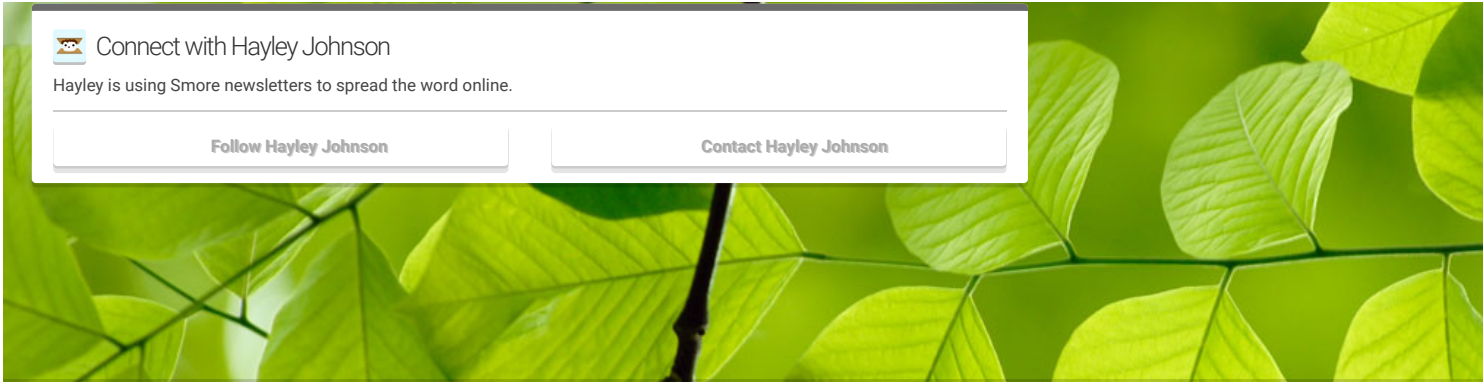 Connect with Hayley Johnson
Hayley is using Smore newsletters to spread the word online.
Follow Hayley Johnson
Contact Hayley Johnson